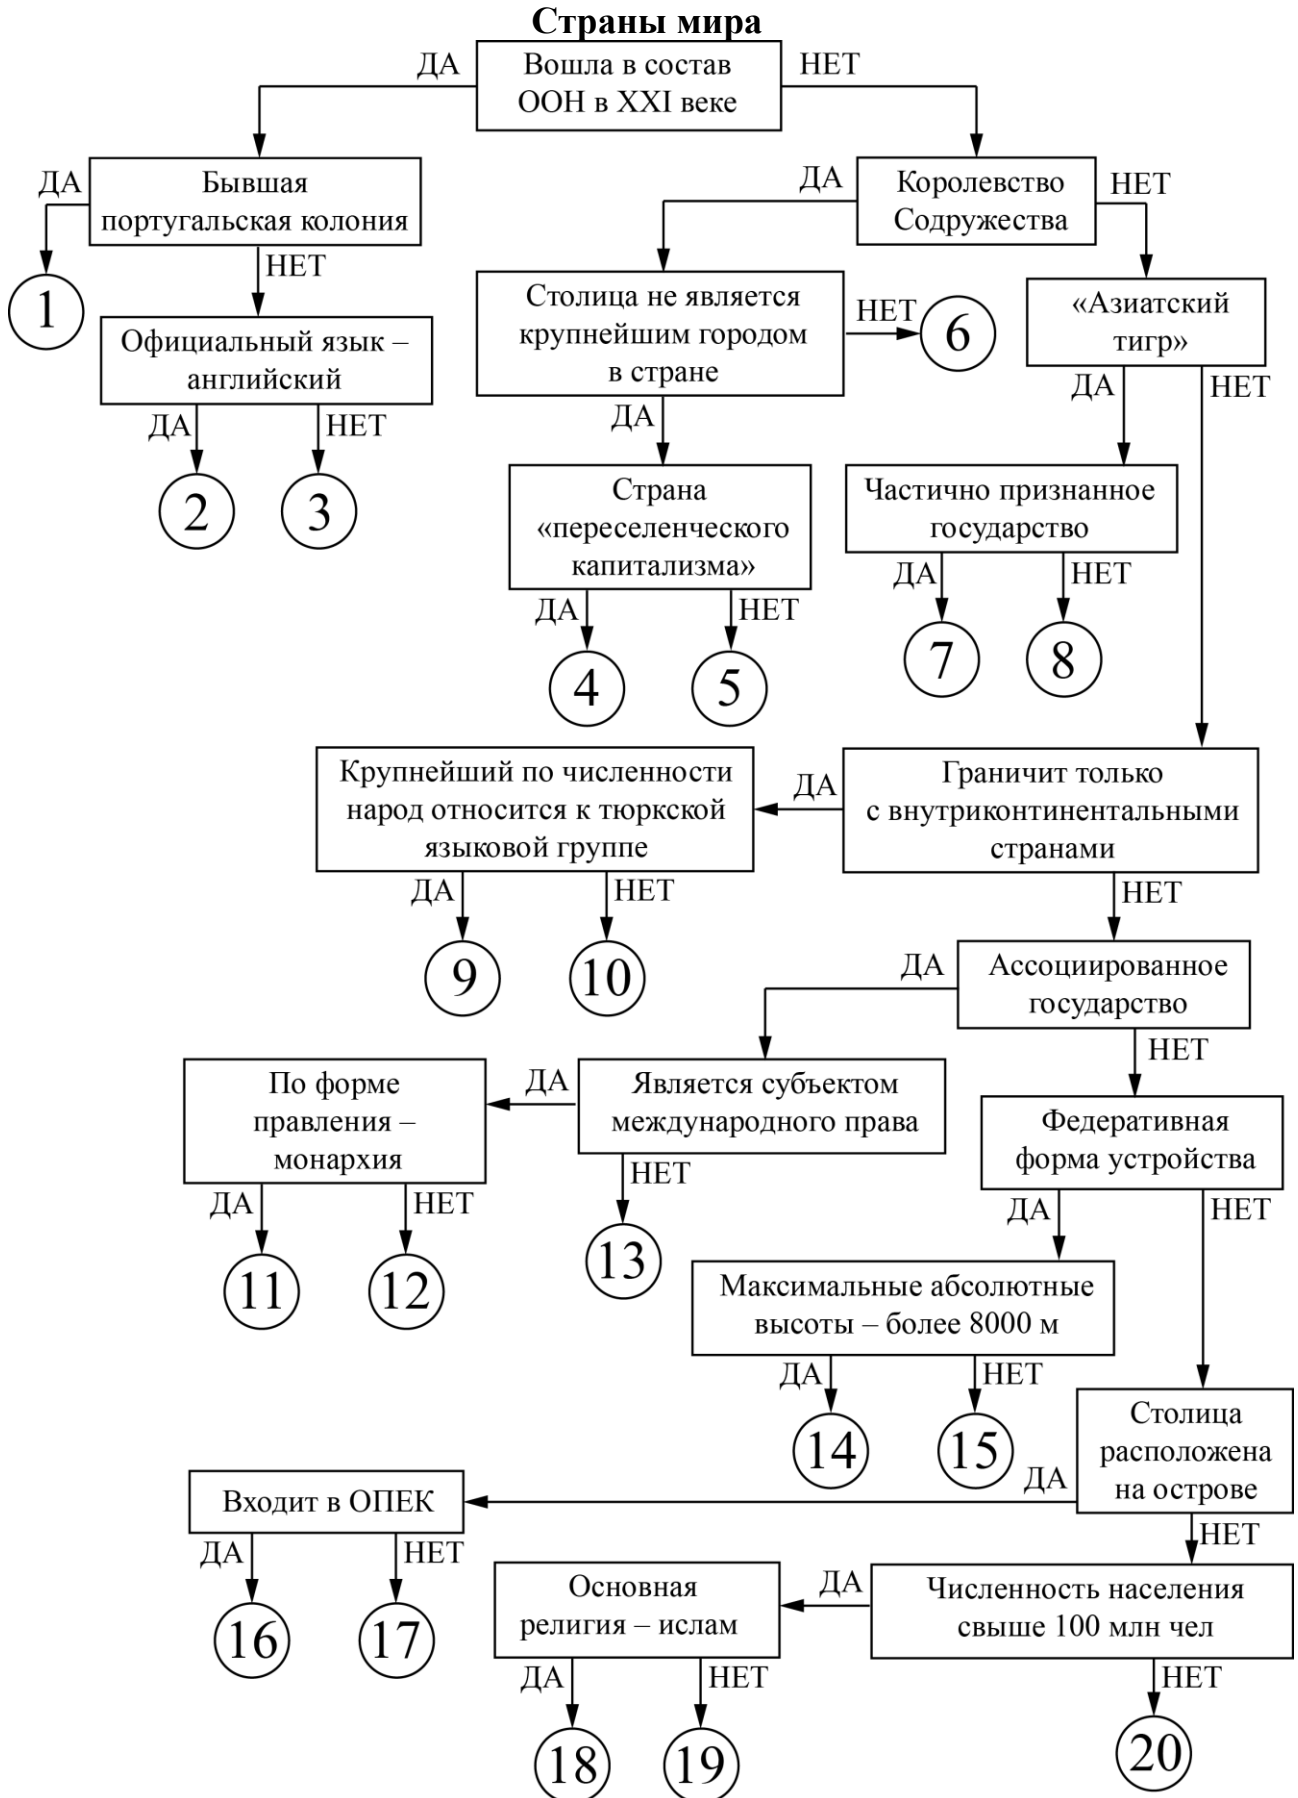 Страны мира
ДА
Вошла в состав
ООН в XXI веке
НЕТ
ДА
Бывшая
португальская колония
НЕТ
ДА
Королевство
Содружества
НЕТ
1
Официальный язык –
английский
ДА
НЕТ
2
3
Столица не является
крупнейшим городом
в стране
НЕТ
6
ДА
«Азиатский
тигр»
ДА
НЕТ
Страна
«переселенческого
капитализма»
ДА
НЕТ
4
5
Частично признанное
государство
ДА
НЕТ
7
8
Крупнейший по численности
народ относится к тюркской
языковой группе
ДА
Граничит только
с внутриконтинентальными
странами
ДА
НЕТ
НЕТ
9
10
ДА
Ассоциированное
государство
НЕТ
По форме
правления –
монархия
ДА
Является субъектом
международного права
Федеративная
форма устройства
ДА
НЕТ
НЕТ
ДА
НЕТ
11
12
13
Максимальные абсолютные
высоты – более 8000 м
ДА
НЕТ
14
15
Столица
расположена
на острове
ДА
НЕТ
Входит в ОПЕК
ДА
НЕТ
16
17
Основная
религия – ислам
ДА
Численность населения
свыше 100 млн чел
ДА
НЕТ
НЕТ
18
19
20